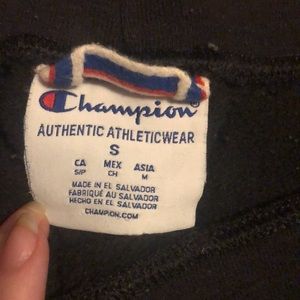 Champion
AUTHENTIC ATHLETICWEAR
S
CA MEX ASIA
S/P CH M
MADE IN EL SALVADOR
FABRIQUÉ AU SALVADOR
HECHO EN EL SALVADOR
CHAMPION.COM